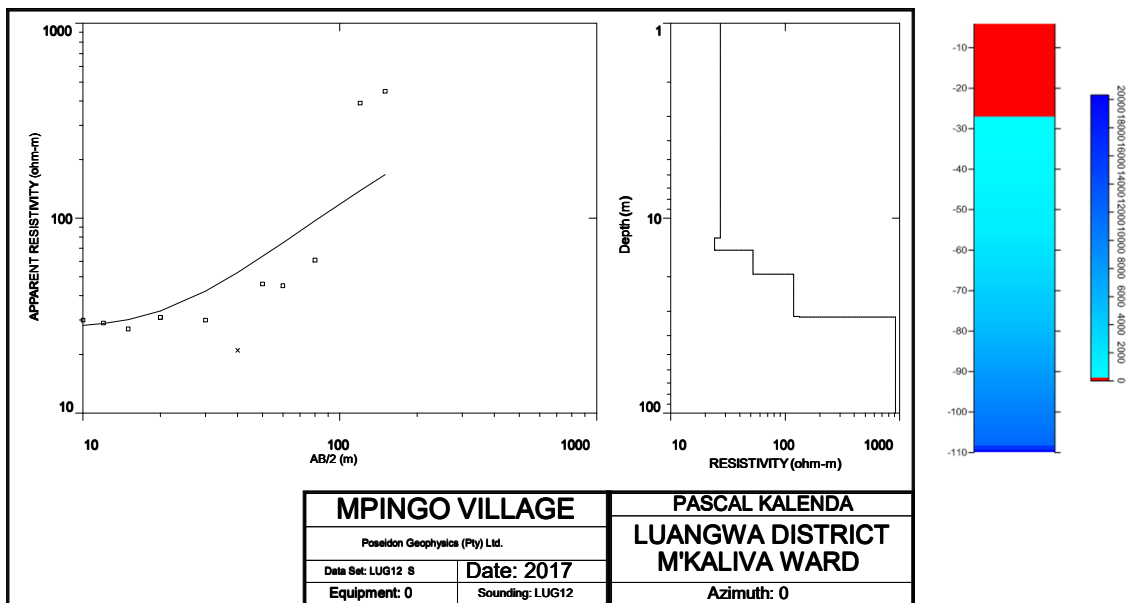 1000
100
10
APPARENT RESISTIVITY (ohm-m)
10
100
1000
AB/2 (m)
1
10
100
Depth (m)
10
100
1000
RESISTIVITY (ohm-m)
-10
-20
-30
-40
-50
-60
-70
-80
-90
-100
-110
20000
18000
16000
14000
12000
10000
8000
6000
4000
2000
0
MPINGO VILLAGE
Poseidon Geophysics (Pty) Ltd.
Data Set: LUG12 S
Date: 2017
Equipment: 0
Sounding: LUG12
PASCAL KALENDA
LUANGWA DISTRICT
M'KALIVA WARD
Azimuth: 0